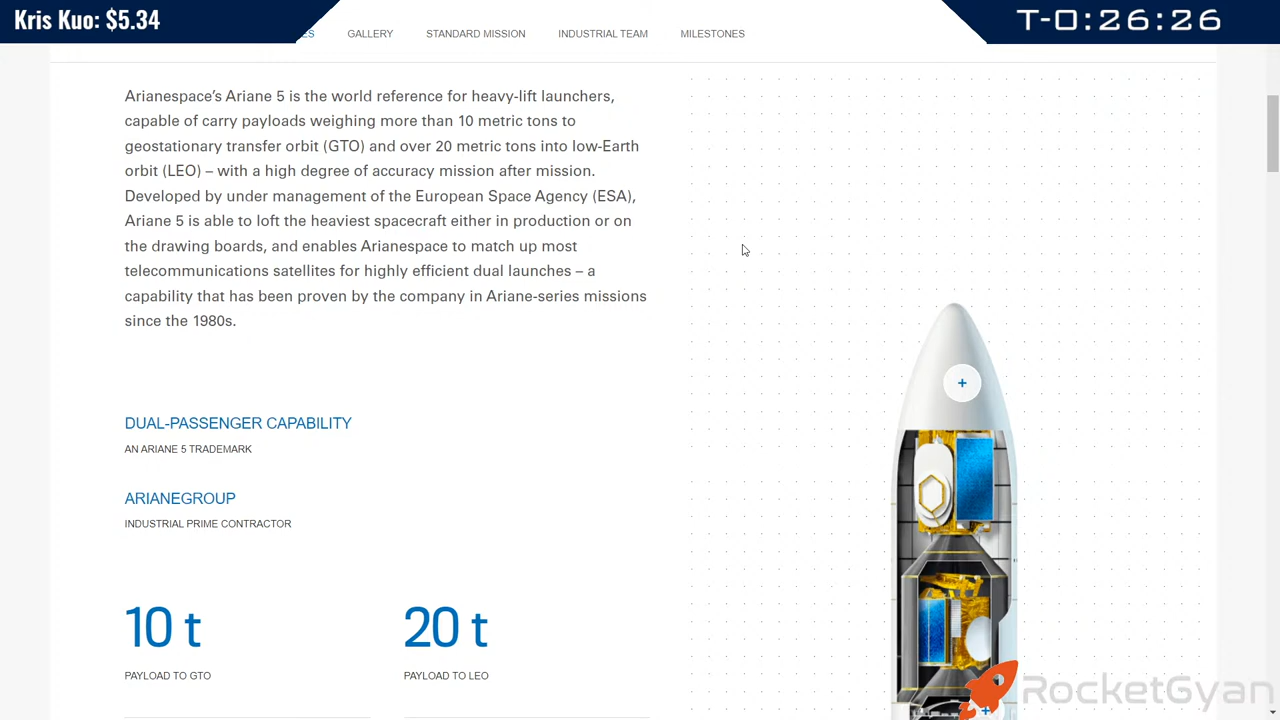 Kris Kuo: $5.34
T-0:26:26
ES
GALLERY
STANDARD MISSION
INDUSTRIAL TEAM
MILESTONES
Arianespace’s Ariane 5 is the world reference for heavy-lift launchers,
capable of carry payloads weighing more than 10 metric tons to
geostationary transfer orbit (GTO) and over 20 metric tons into low-Earth
orbit (LEO) – with a high degree of accuracy mission after mission.
Developed by under management of the European Space Agency (ESA),
Ariane 5 is able to loft the heaviest spacecraft either in production or on
the drawing boards, and enables Arianespace to match up most
telecommunications satellites for highly efficient dual launches – a
capability that has been proven by the company in Ariane-series missions
since the 1980s.
DUAL-PASSENGER CAPABILITY
AN ARIANE 5 TRADEMARK
ARIANEGROUP
INDUSTRIAL PRIME CONTRACTOR
10 t
PAYLOAD TO GTO
20 t
PAYLOAD TO LEO
RocketGyan